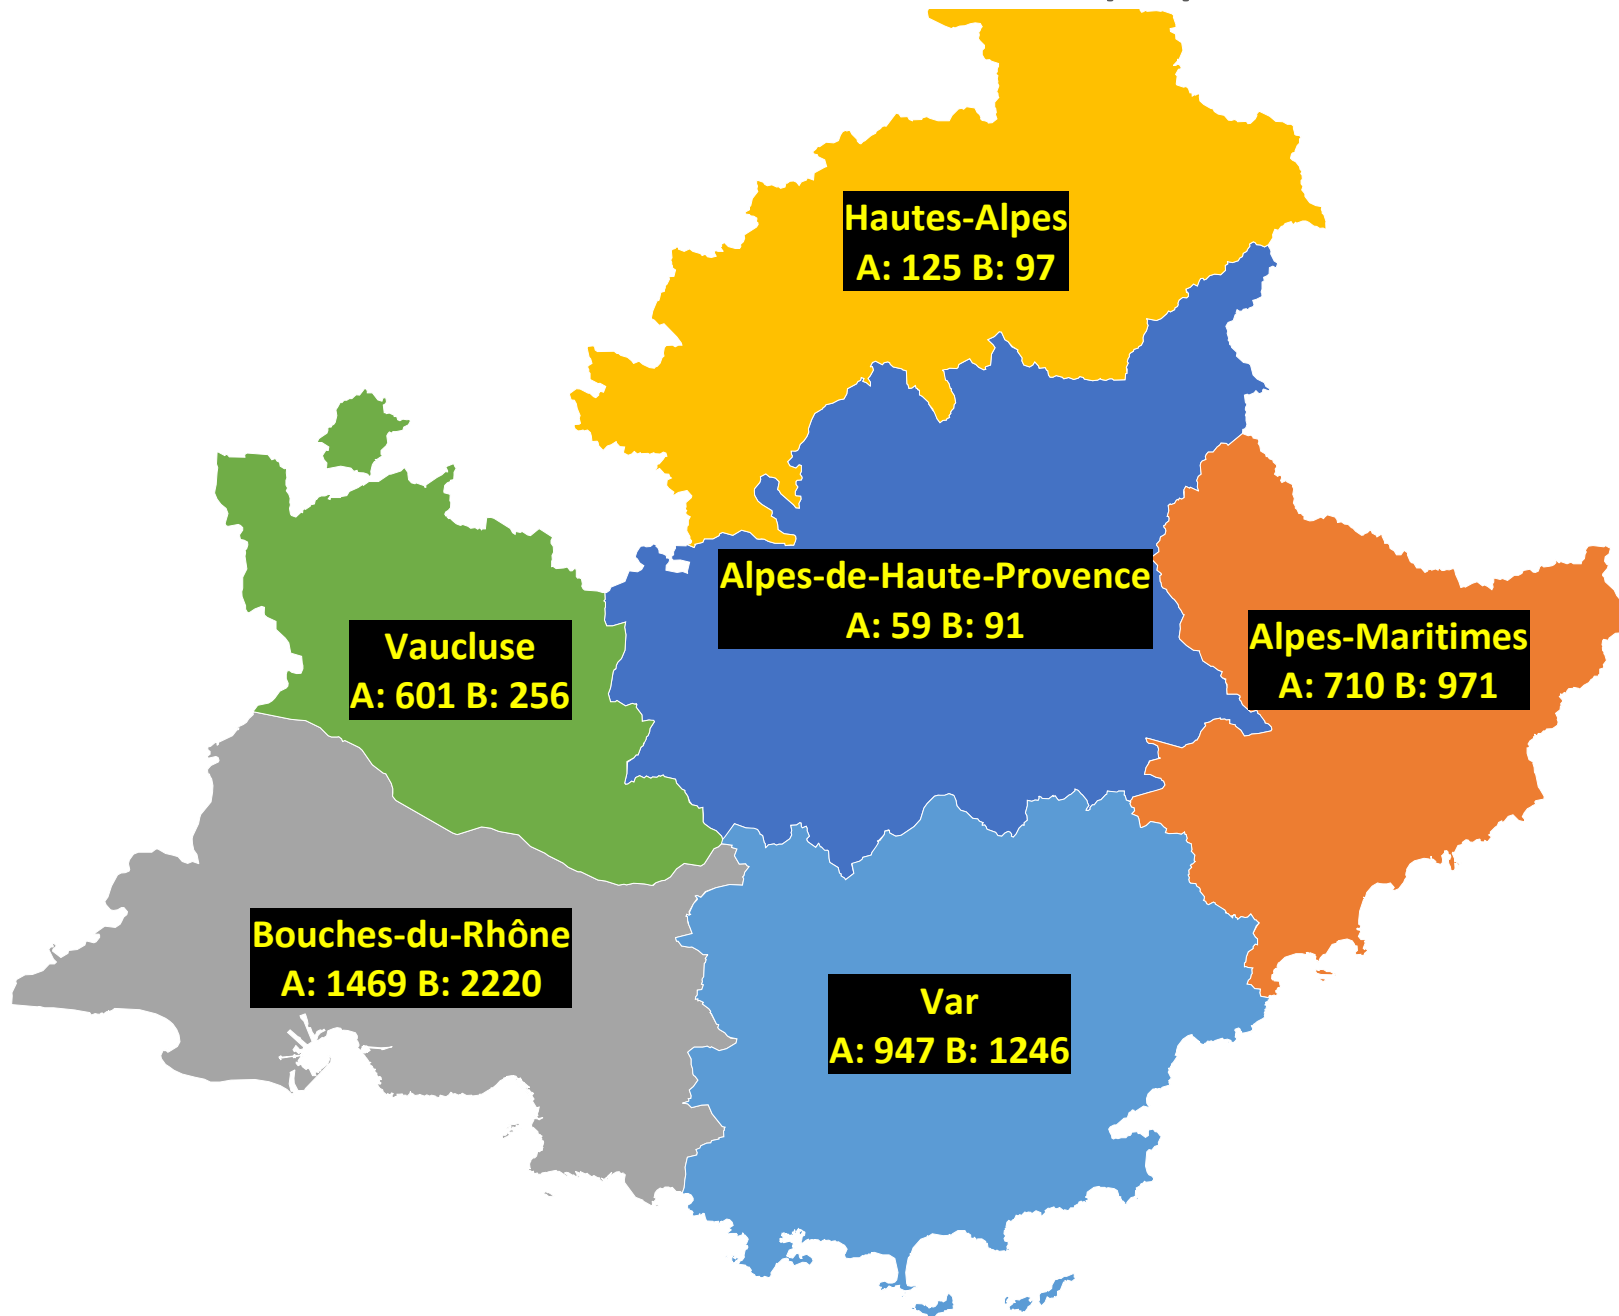 Hautes-Alpes
A: 125 B: 97
Alpes-de-Haute-Provence
A: 59 B: 91
Alpes-Maritimes
A: 710 B: 971
Vaucluse
A: 601 B: 256
Bouches-du-Rhône
A: 1469 B: 2220
Var
A: 947 B: 1246